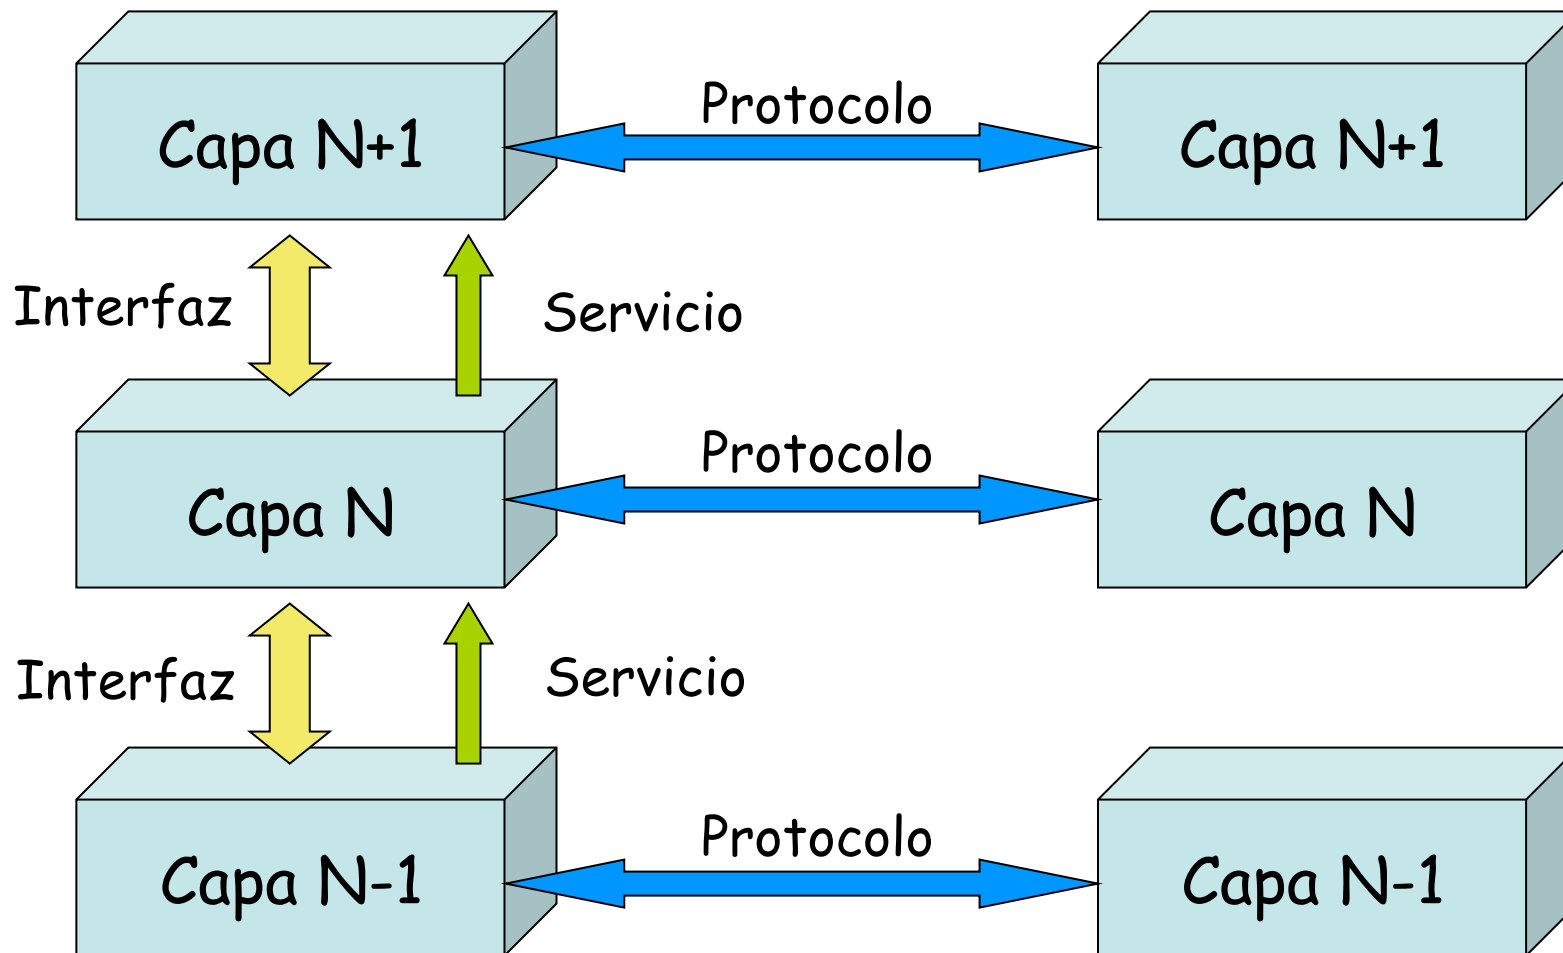 Protocolo
Capa N+1
Capa N+1
Interfaz
Servicio
Protocolo
Capa N
Capa N
Interfaz
Servicio
Protocolo
Capa N-1
Capa N-1